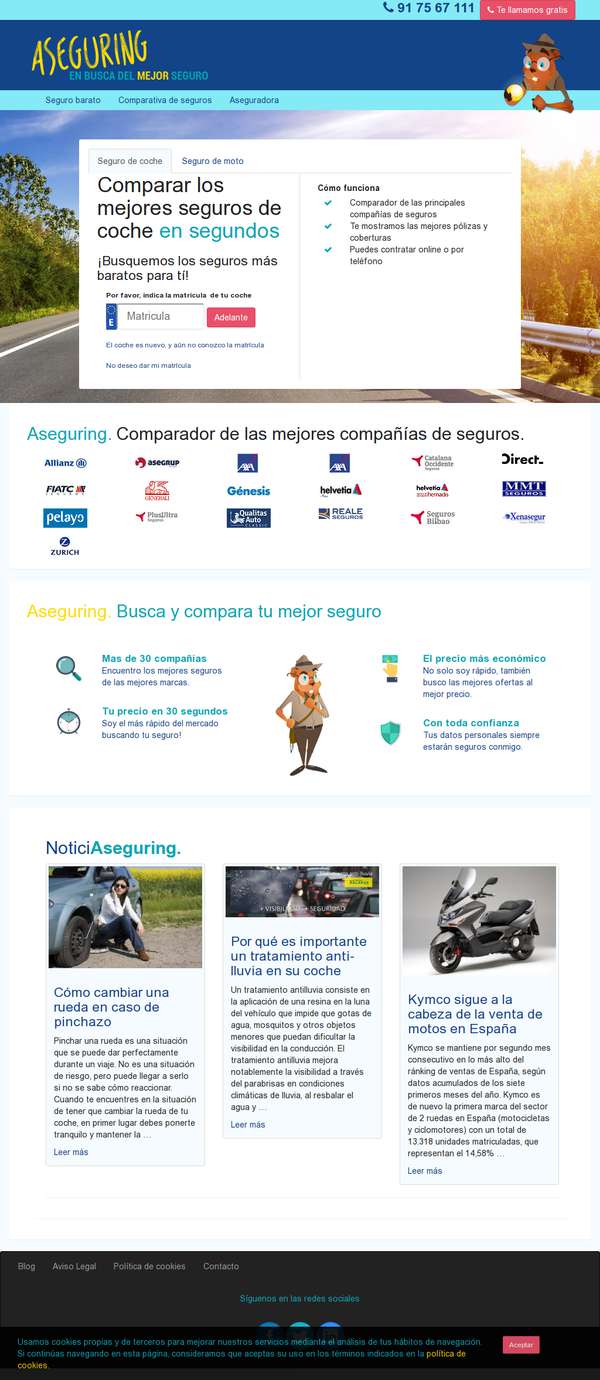 91 75 67 111
Te llamamos gratis
ASEGURING
EN BUSCA DEL MEJOR SEGURO
Seguro barato Comparativa de seguros Aseguradora
Seguro de coche Seguro de moto
Comparar los
mejores seguros de
coche en segundos
¡Busquemos los seguros más
baratos para tí!
Por favor, indica la matricula de tu coche
E
Matricula
Adelante
El coche es nuevo, y aún no conozco la matrícula
No deseo dar mi matrícula
Cómo funciona
Comparador de las principales
compañías de seguros
Te mostramos las mejores pólizas y
coberturas
Puedes contratar online o por
teléfono
Aseguring. Comparador de las mejores compañías de seguros.
Allianz
ASEGRUP
AXA
AXA
Catalana
Occidente
Direct
FIATC
SEGUROS
GENERALI
Génesis
helvetia
helvetia
MMT
SEGUROS
pelayo
PlusUltra
Seguros
Qualitas
Auto
CLASSIC
REALE
SEGUROS
Seguros
Bilbao
Xenasegur
ZURICH
Aseguring. Busca y compara tu mejor seguro
Mas de 30 compañías
Encuentro los mejores seguros
de las mejores marcas.
Tu precio en 30 segundos
Soy el más rápido del mercado
buscando tu seguro!
El precio más económico
No solo soy rápido, también
busco las mejores ofertas al
mejor precio.
Con toda confianza
Tus datos personales siempre
estarán seguros conmigo.
NoticiAseguring.
Cómo cambiar una
rueda en caso de
pinchazo
Pinchar una rueda es una situación
que se puede dar perfectamente
durante un viaje. No es una situación
de riesgo, pero puede llegar a serlo
si no se sabe cómo reaccionar.
Cuando te encuentres en la situación
de tener que cambiar la rueda de tu
coche, en primer lugar debes ponerte
tranquilo y mantener la …
Leer más
+ VISIBILIDAD + SEGURIDAD
Por qué es importante
un tratamiento anti-
lluvia en su coche
Un tratamiento antilluvia consiste en
la aplicación de una resina en la luna
del vehículo que impide que gotas de
agua, mosquitos y otros objetos
menores que puedan dificultar la
visibilidad en la conducción. El
tratamiento antilluvia mejora
notablemente la visibilidad a través
del parabrisas en condiciones
climáticas de lluvia, al resbalar el
agua y …
Leer más
Kymco sigue a la
cabeza de la venta de
motos en España
Kymco se mantiene por segundo mes
consecutivo en lo más alto del
ránking de ventas de España, según
datos acumulados de los siete
primeros meses del año. Kymco es
de nuevo la primera marca del sector
de 2 ruedas en España (motocicletas
y ciclomotores) con un total de
13.318 unidades matriculadas, que
representan el 14,58% …
Leer más
Blog Aviso Legal Política de cookies Contacto
Síguenos en las redes sociales
Usamos cookies propias y de terceros para mejorar nuestros servicios mediante el análisis de tus hábitos de navegación.
Si continúas navegando en esta página, consideramos que aceptas su uso en los términos indicados en la política de
cookies.
Aceptar